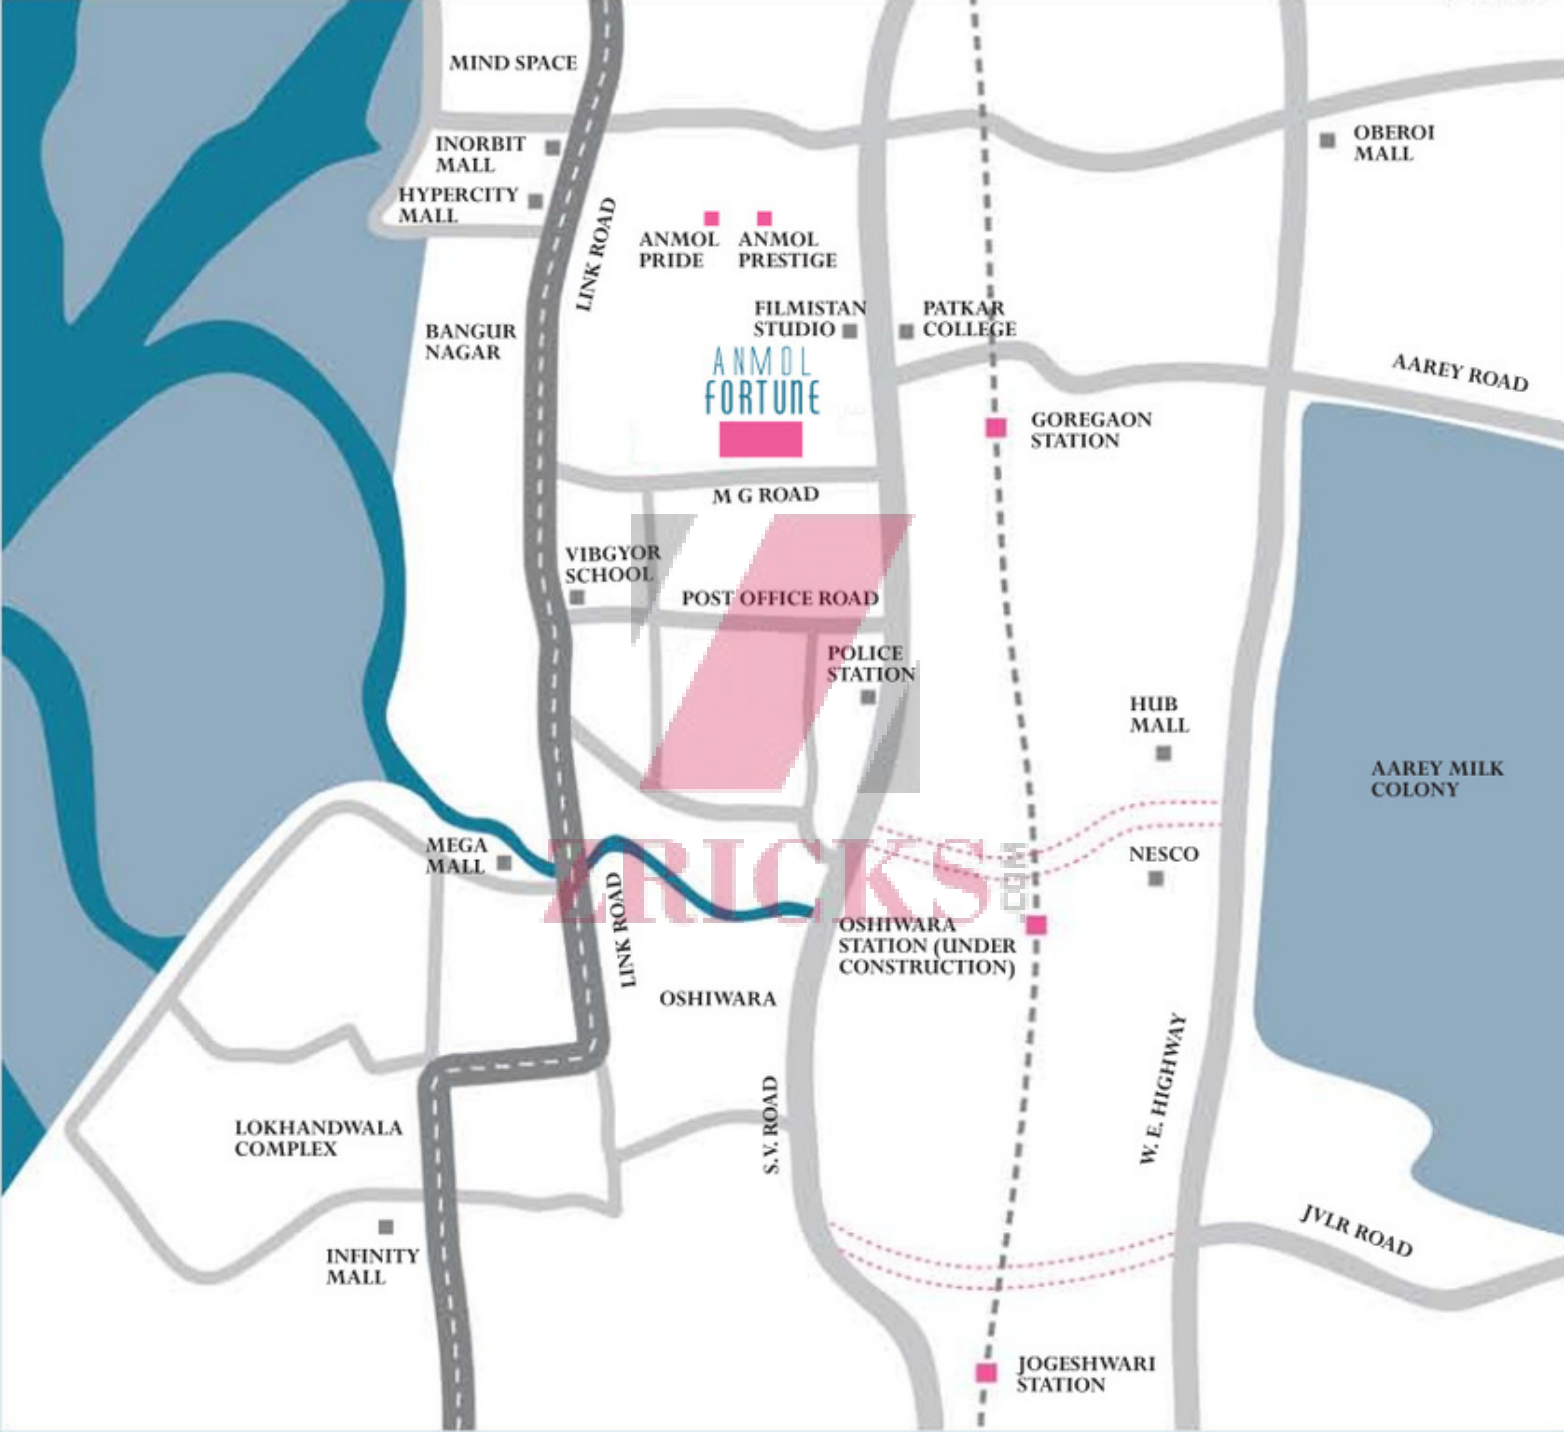 MIND SPACE
INORBIT
MALL
OBEROI
MALL
HYPERCITY
MALL
LINK ROAD
ANMOL
PRIDE
ANMOL
PRESTIGE
FILMISTAN
STUDIO
PATKAR
COLLEGE
BANGUR
NAGAR
ANMOL
FORTUNE
AAREY ROAD
GOREGAON
STATION
M G ROAD
VIBGYOR
SCHOOL
POST OFFICE ROAD
POLICE
STATION
HUB
MALL
AAREY MILK
COLONY
MEGA
MALL
ZRICKS
.COM
NESCO
LINK ROAD
OSHIWARA
STATION (UNDER
CONSTRUCTION)
OSHIWARA
W. E. HIGHWAY
S.V. ROAD
LOKHANDWALA
COMPLEX
JVLR ROAD
INFINITY
MALL
JOGESHWARI
STATION